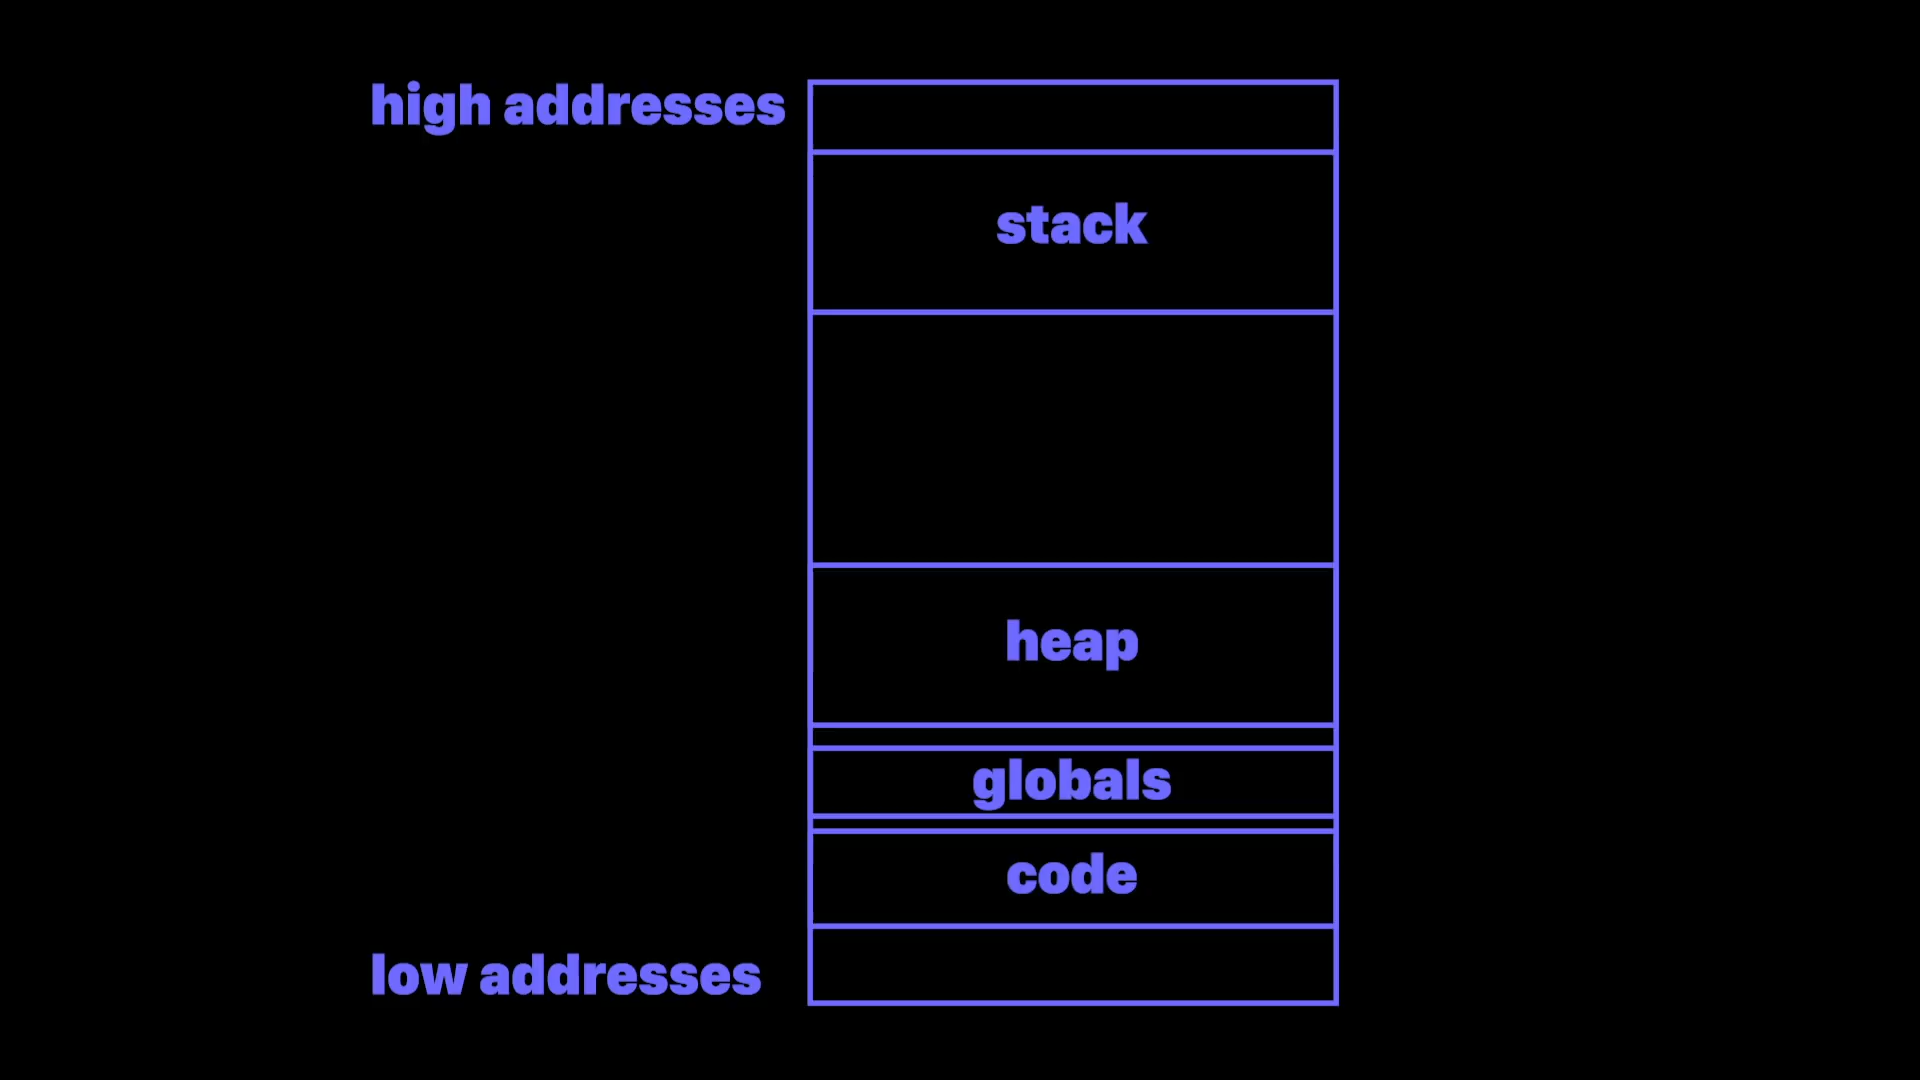 high addresses
stack
heap
globals
code
low addresses